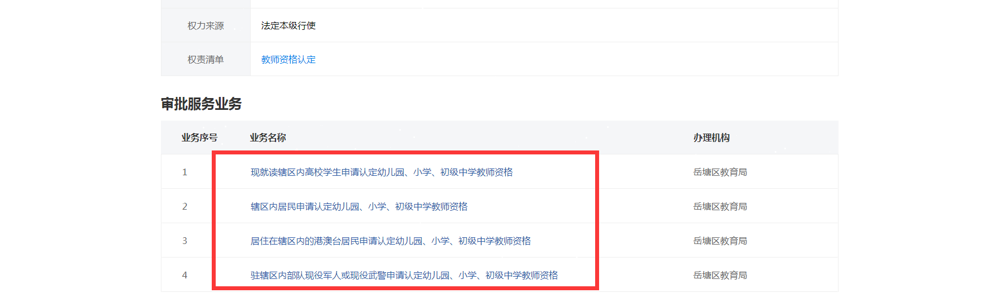 权力来源 法定本级行使
权责清单 教师资格认定
审批服务业务
业务序号 业务名称 办理机构
1 现就读辖区内高校学生申请认定幼儿园、小学、初级中学教师资格 岳塘区教育局
2 辖区内居民申请认定幼儿园、小学、初级中学教师资格 岳塘区教育局
3 居住在辖区内的港澳台居民申请认定幼儿园、小学、初级中学教师资格 岳塘区教育局
4 驻辖区内部队现役军人或现役武警申请认定幼儿园、小学、初级中学教师资格 岳塘区教育局